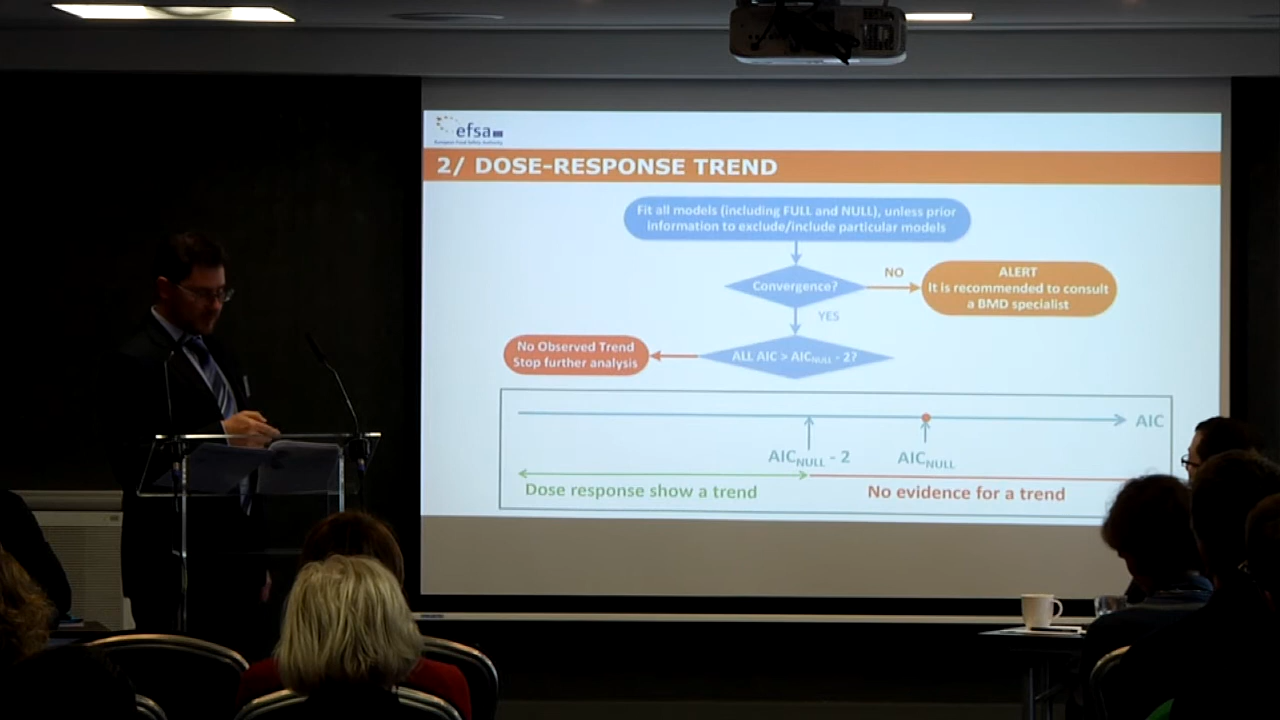 efsa
European Food Safety Authority
2/ DOSE-RESPONSE TREND
Fit all models (including FULL and NULL), unless prior
information to exclude/include particular models
Convergence?
NO
ALERT
It is recommended to consult
a BMD specialist
YES
No Observed Trend
Stop further analysis
ALL AIC > AICNULL - 2?
AIC
AICNULL - 2
AICNULL
Dose response show a trend
No evidence for a trend